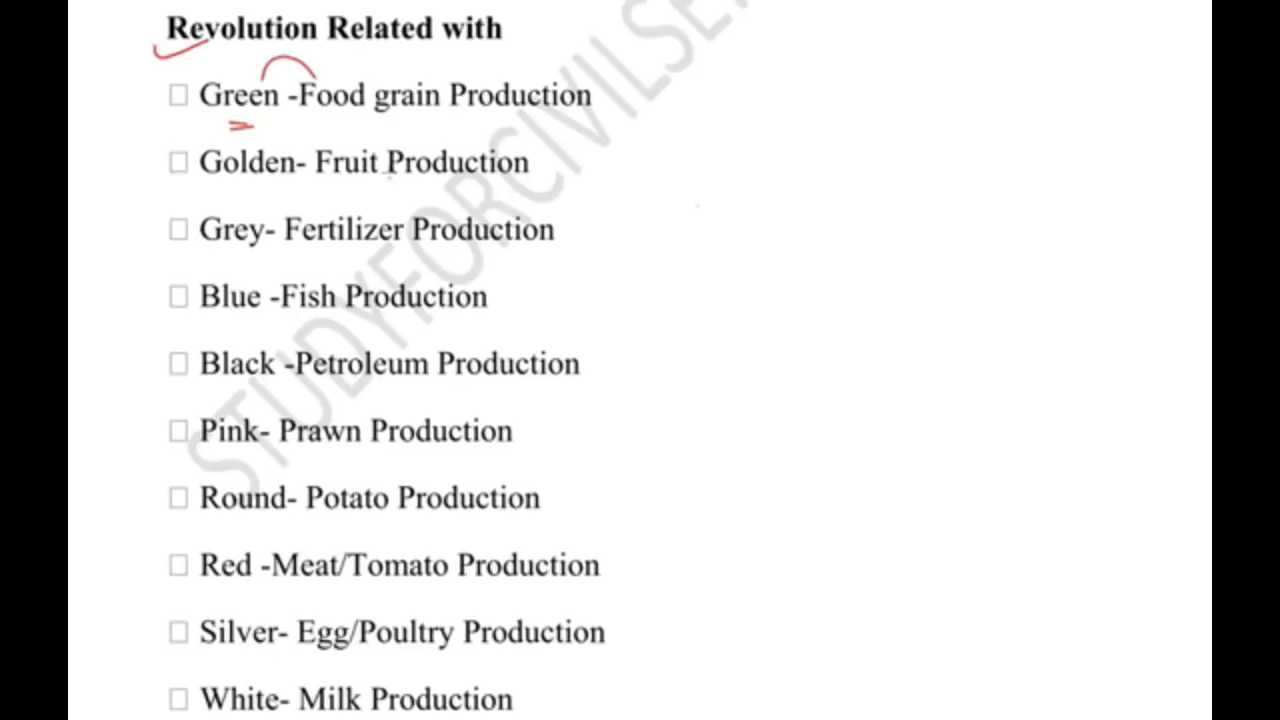 Revolution Related with
□ Green -Food grain Production
□ Golden- Fruit Production
□ Grey- Fertilizer Production
□ Blue -Fish Production
□ Black -Petroleum Production
□ Pink- Prawn Production
□ Round- Potato Production
□ Red -Meat/Tomato Production
□ Silver- Egg/Poultry Production
□ White- Milk Production
STUDYFORCIVILSE